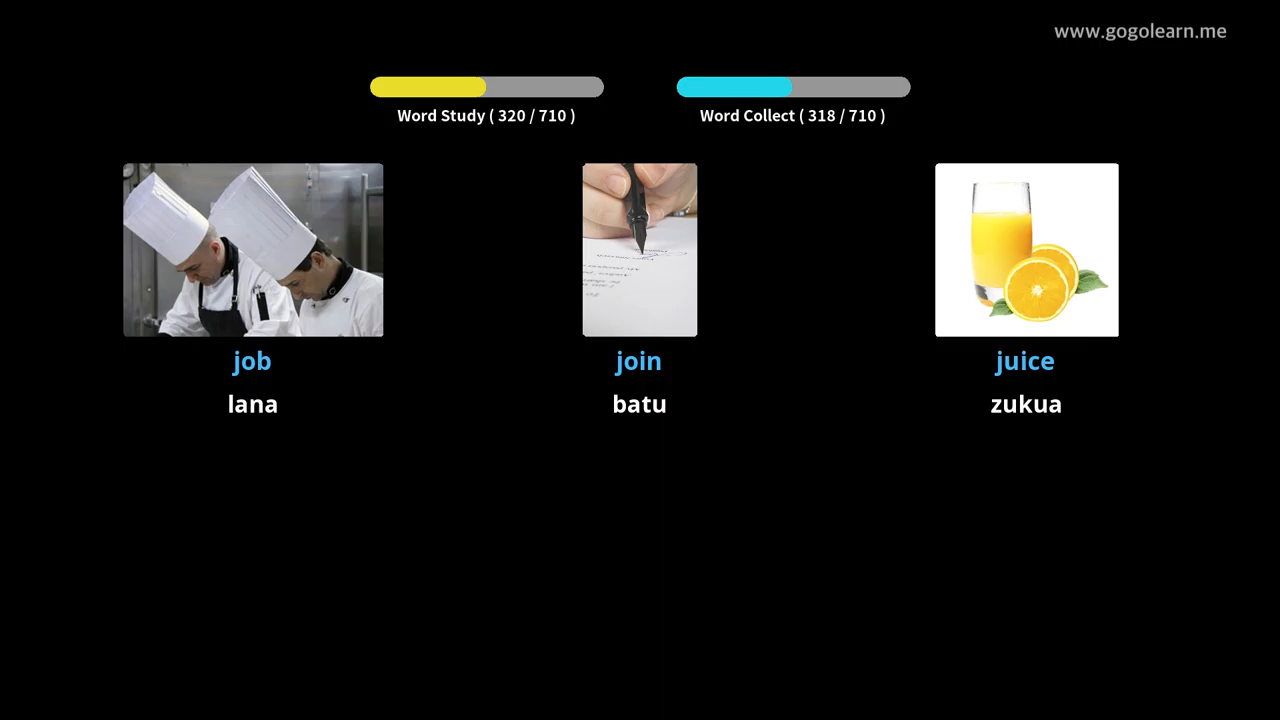 www.gogolearn.me
Word Study ( 320 / 710 )
Word Collect ( 318 / 710 )
job
join
juice
lana
batu
zukua